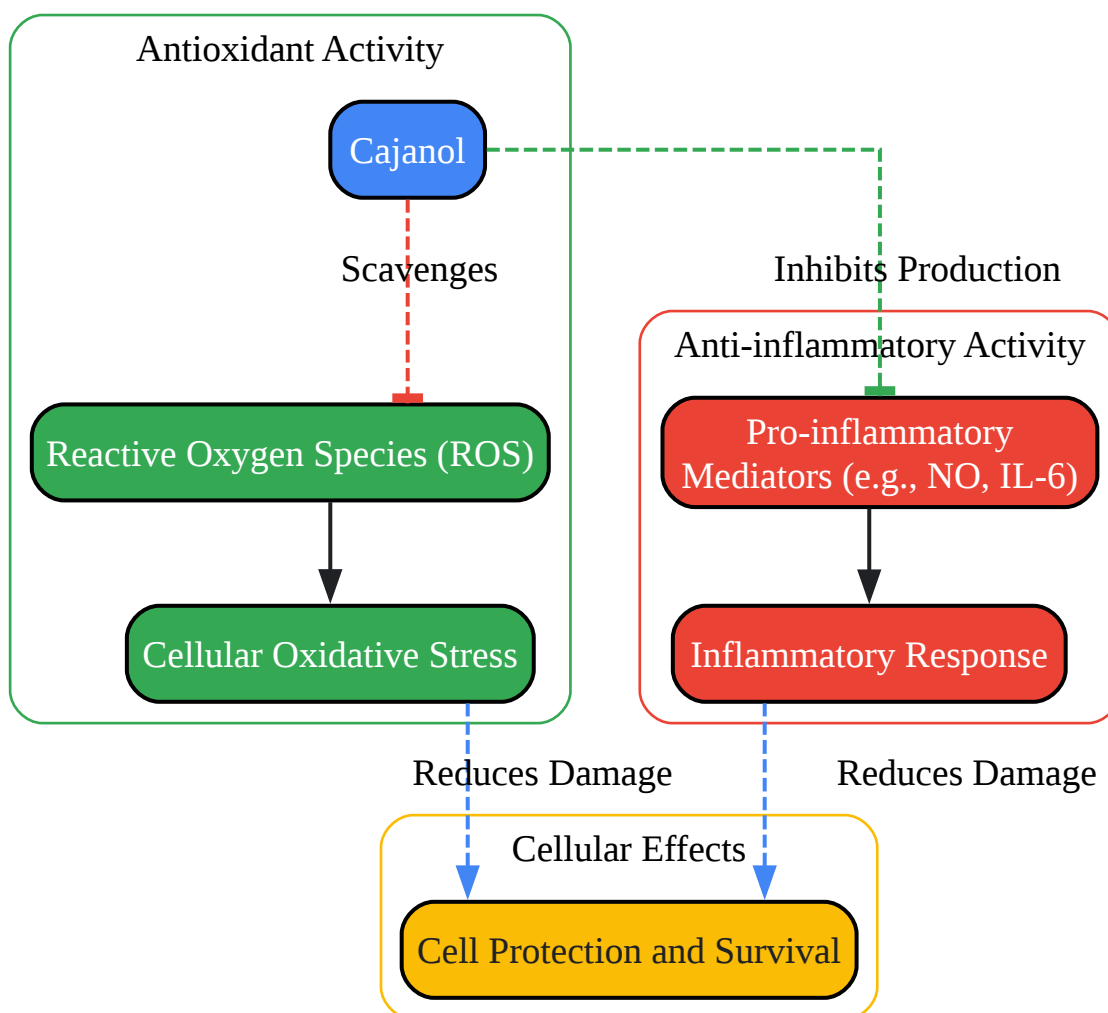 Antioxidant Activity
Cajanol
Scavenges
Inhibits Production
Anti-inflammatory Activity
Reactive Oxygen Species (ROS)
Pro-inflammatory
Mediators (e.g., NO, IL-6)
Cellular Oxidative Stress
Inflammatory Response
Reduces Damage
Reduces Damage
Cellular Effects
Cell Protection and Survival